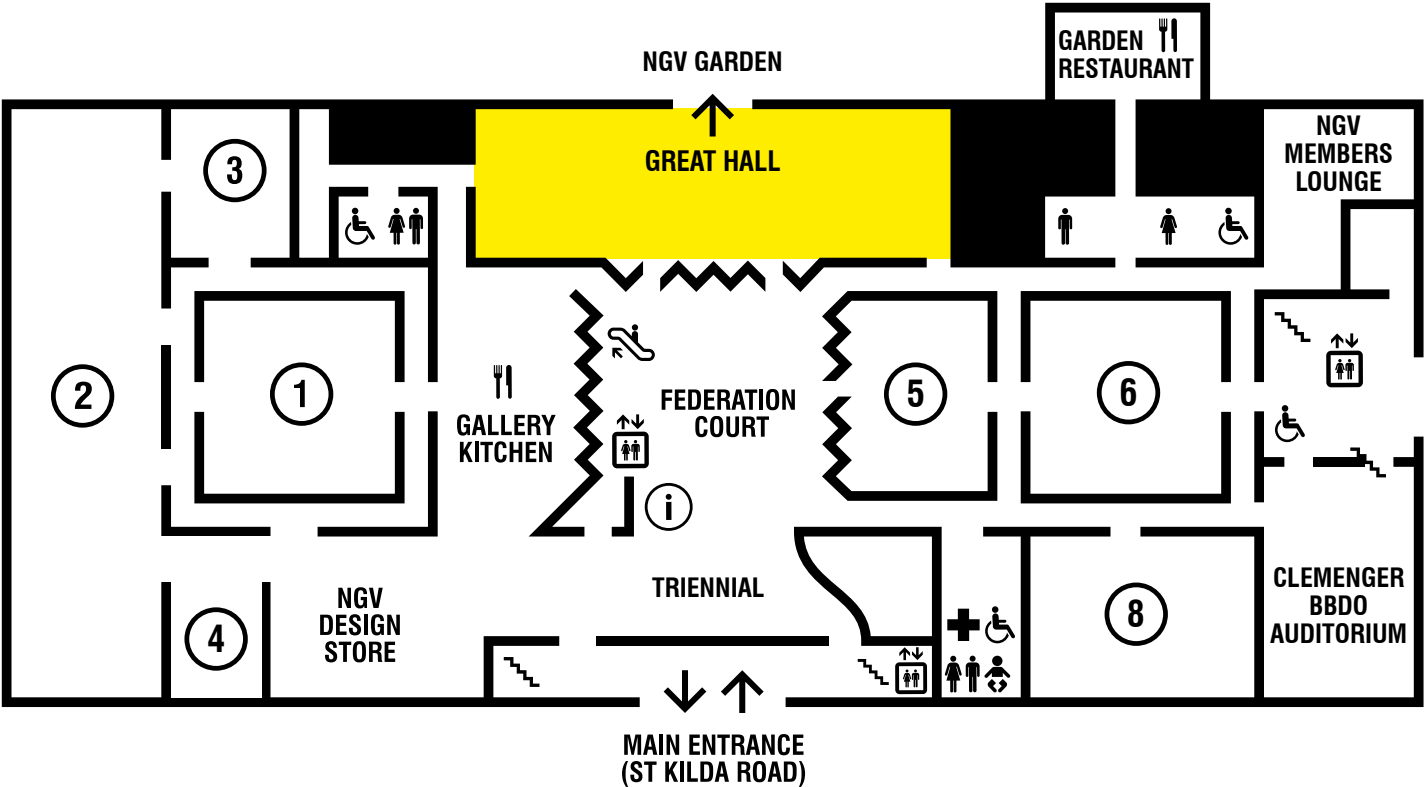 NGV GARDEN
GARDEN
RESTAURANT
GREAT HALL
NGV
MEMBERS
LOUNGE
3
2
1
GALLERY
KITCHEN
FEDERATION
COURT
5
6
i
4
NGV
DESIGN
STORE
TRIENNIAL
8
CLEMENGER
BBDO
AUDITORIUM
MAIN ENTRANCE
(ST KILDA ROAD)